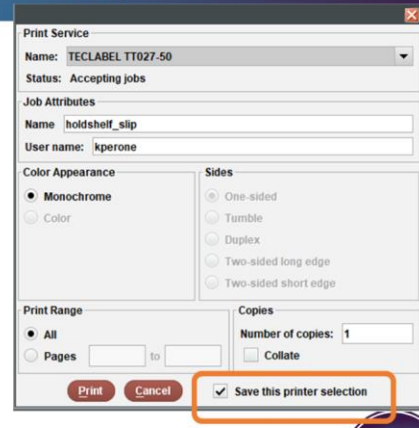 Print Service
Name: TECLABEL TT027-50
Status: Accepting jobs
Job Attributes
Name holdshelf_slip
User name: kperone
Color Appearance
Monochrome
Color
Sides
One-sided
Tumble
Duplex
Two-sided long edge
Two-sided short edge
Print Range
All
Pages to
Copies
Number of copies: 1
Collate
Print Cancel Save this printer selection